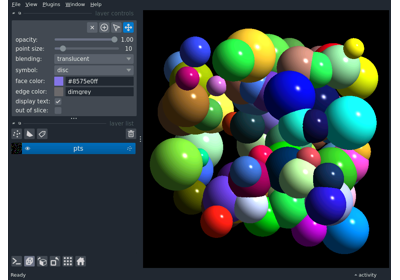 File View Plugins Window Help
layer controls
opacity: 1.00
point size: 10
blending: translucent
symbol: disc
face color: #8575e0ff
edge color: dimgrey
display text: ✓
out of slice:
layer list
pts
Ready activity